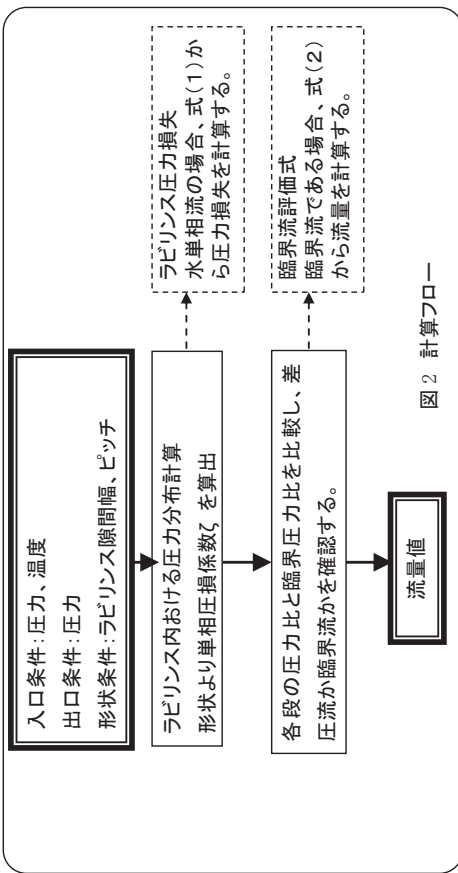 入口条件:圧力、温度
出口条件:圧力
形状条件:ラビリンス隙間幅、ピッチ
ラビリンス内おける圧力分布計算
形状より単相圧損係数ζ を算出
ラビリンス圧力損失
水単相流の場合、式(1)か
ら圧力損失を計算する。
各段の圧力比と臨界圧力比を比較し、差
圧流か臨界流かを確認する。
臨界流評価式
臨界流である場合、式(2)
から流量を計算する。
流量値
図 2 計算フロー